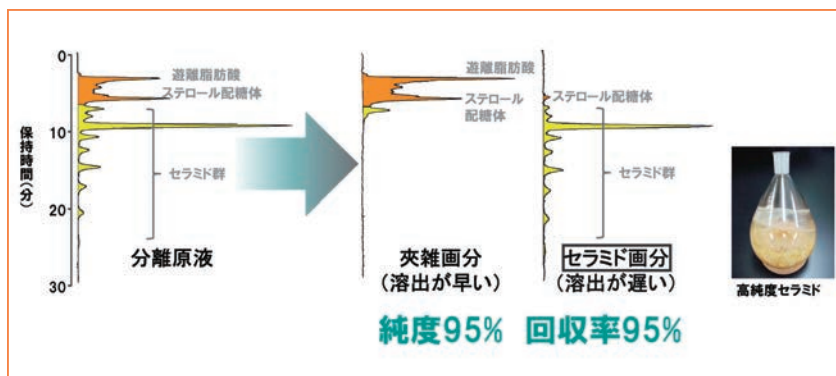 0
10
20
30
保持時間(分)
遊離脂肪酸
ステロール配糖体
セラミド群
分離原液
遊離脂肪酸
ステロール
配糖体
夾雑画分
(溶出が早い)
ステロール配糖体
セラミド群
セラミド画分
(溶出が遅い)
純度95% 回収率95%
高純度セラミド